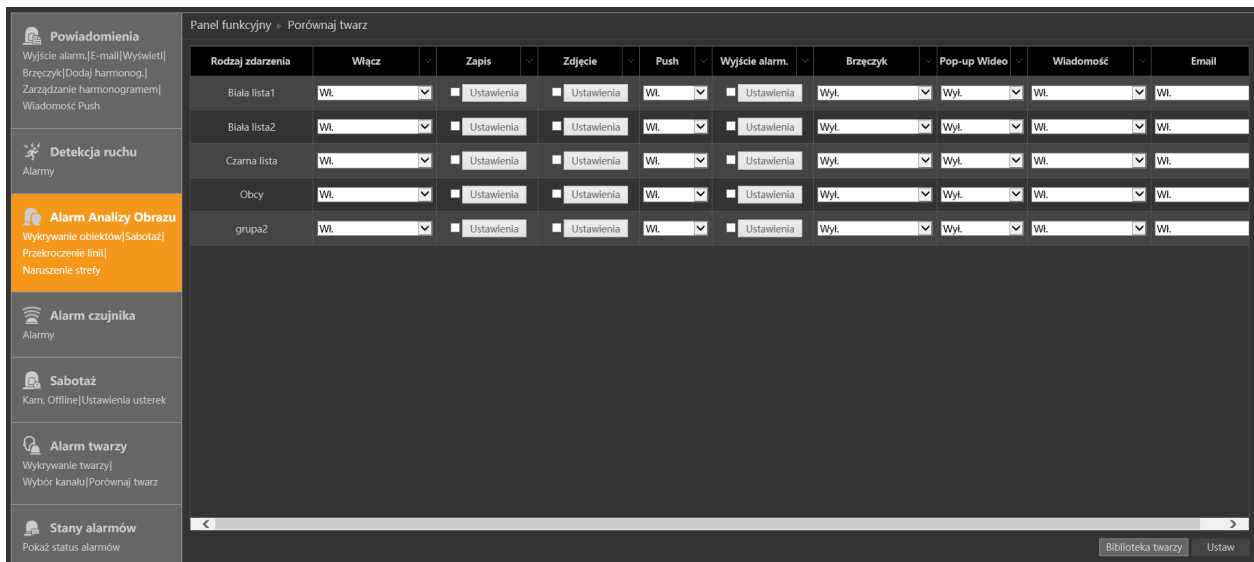 Powiadomienia
Wyjście alarm.|E-mail|Wyświetl|
Brzęczyk|Dodaj harmonog.|
Zarządzanie harmonogramem|
Wiadomość Push
Detekcja ruchu
Alarmy
Alarm Analizy Obrazu
Wykrywanie obiektów|Sabotaż|
Przekroczenie linii|
Naruszenie strefy
Alarm czujnika
Alarmy
Sabotaż
Kam. Offline|Ustawienia usterek
Alarm twarzy
Wykrywanie twarzy|
Wybór kanału|Porównaj twarz
Stany alarmów
Pokaż status alarmów
Panel funkcyjny » Porównaj twarz
Rodzaj zdarzenia Włącz Zapis Zdjęcie Push Wyjście alarm. Brzęczyk Pop-up Wideo Wiadomość Email
Biała lista1 Wł. Ustawienia Ustawienia Wł. Ustawienia Wył. Wył. Wł. Wł.
Biała lista2 Wł. Ustawienia Ustawienia Wł. Ustawienia Wył. Wył. Wł. Wł.
Czarna lista Wł. Ustawienia Ustawienia Wł. Ustawienia Wył. Wył. Wł. Wł.
Obcy Wł. Ustawienia Ustawienia Wł. Ustawienia Wył. Wył. Wł. Wł.
grupa2 Wł. Ustawienia Ustawienia Wł. Ustawienia Wył. Wył. Wł. Wł.
Biblioteka twarzy Ustaw